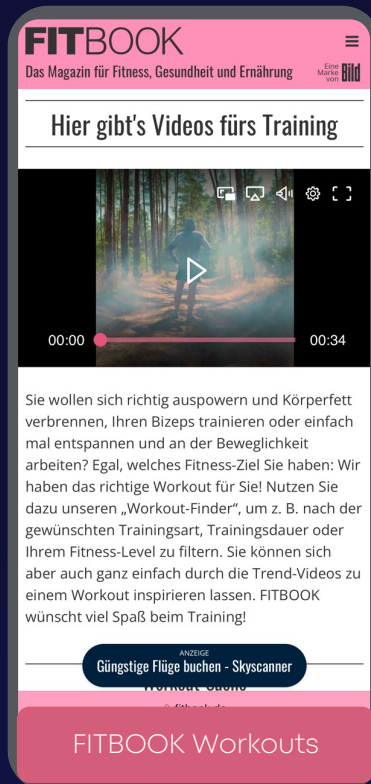 FITBOOK
Das Magazin für Fitness, Gesundheit und Ernährung
Eine
Marke
von Bild
Hier gibt's Videos fürs Training
00:00
00:34
Sie wollen sich richtig auspowern und Körperfett
verbrennen, Ihren Bizeps trainieren oder einfach
mal entspannen und an der Beweglichkeit
arbeiten? Egal, welches Fitness-Ziel Sie haben: Wir
haben das richtige Workout für Sie! Nutzen Sie
dazu unseren „Workout-Finder“, um z. B. nach der
gewünschten Trainingsart, Trainingsdauer oder
Ihrem Fitness-Level zu filtern. Sie können sich
aber auch ganz einfach durch die Trend-Videos zu
einem Workout inspirieren lassen. FITBOOK
wünscht viel Spaß beim Training!
ANZEIGE
Güngstige Flüge buchen - Skyscanner
FITBOOK Workouts